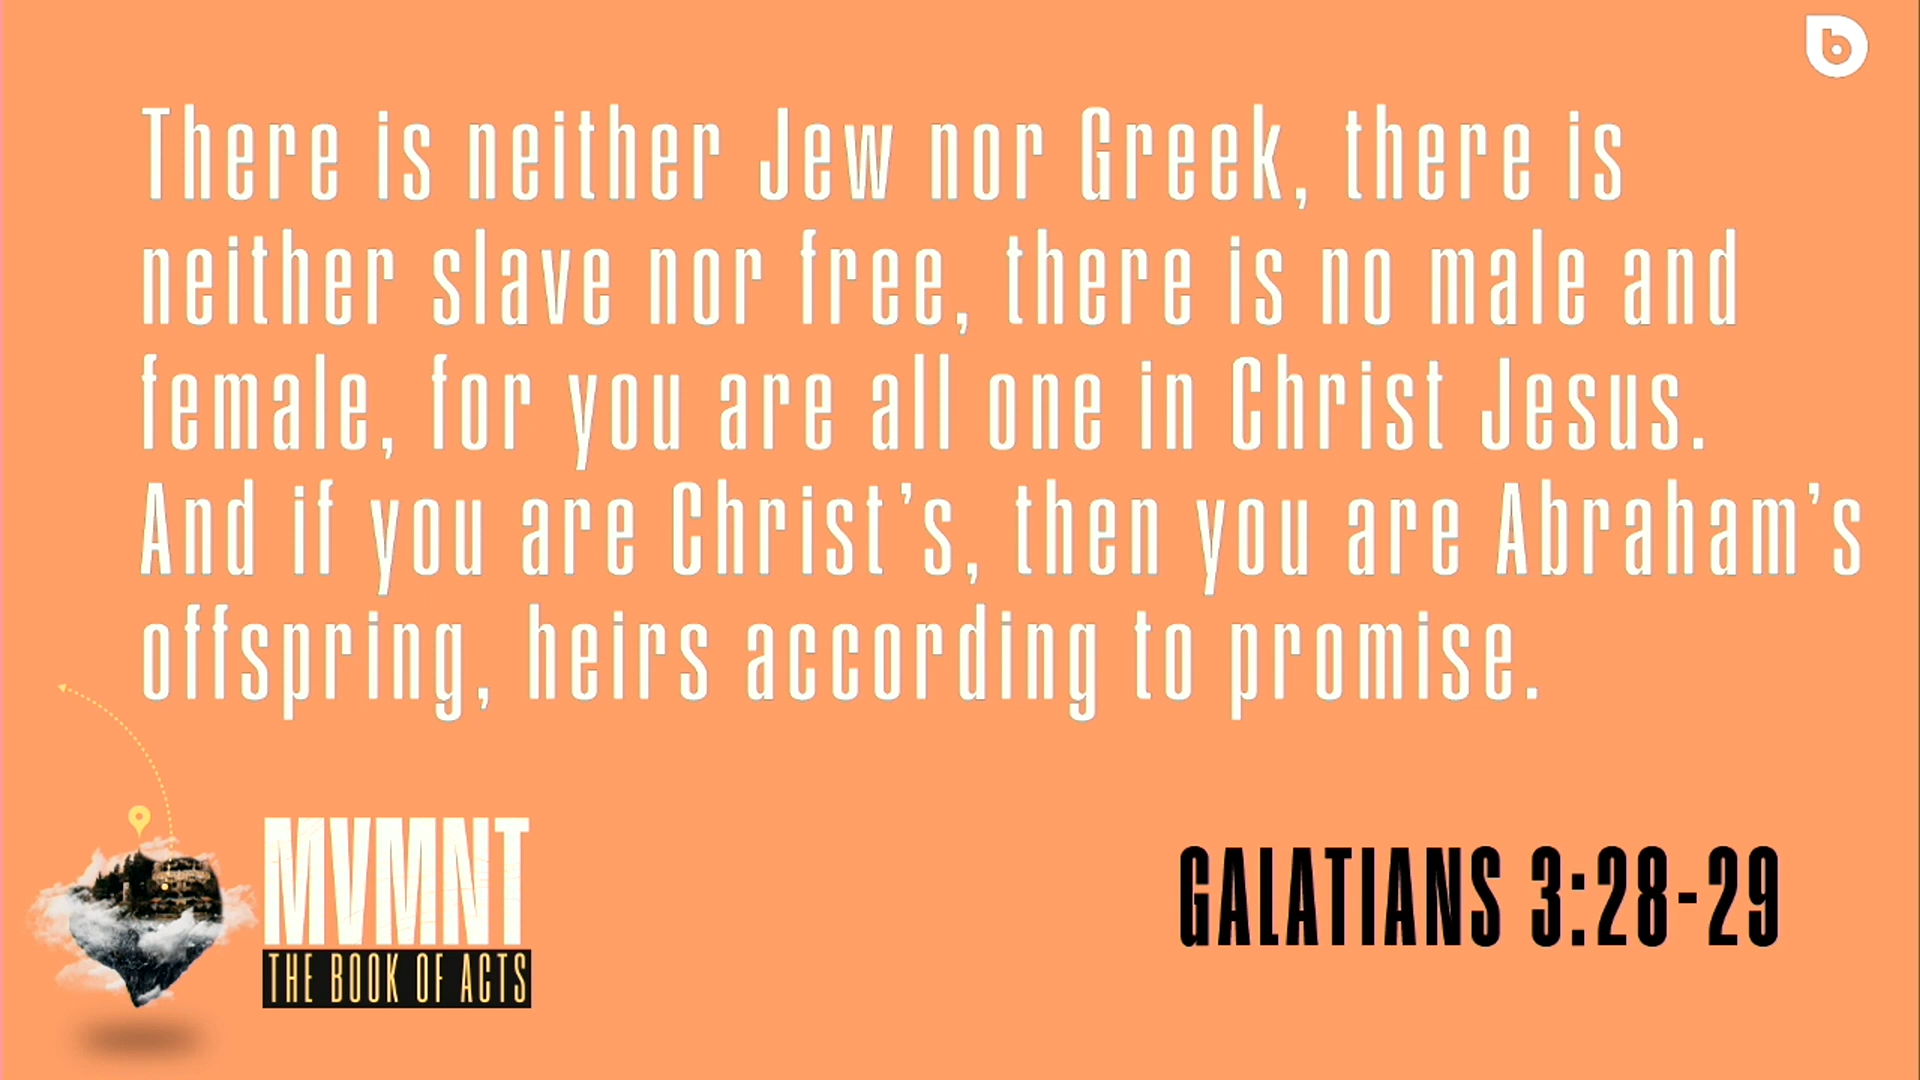 b
There is neither Jew nor Greek, there is
neither slave nor free, there is no male and
female, for you are all one in Christ Jesus.
And if you are Christ’s, then you are Abraham’s
offspring, heirs according to promise.
MVMNT
THE BOOK OF ACTS
GALATIANS 3:28-29